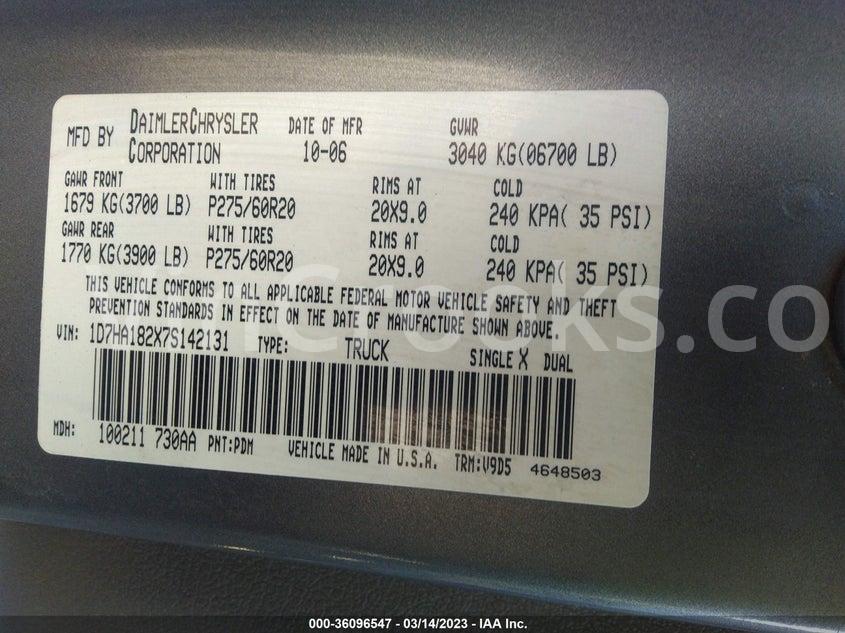 MFD BY DAIMLERCHRYSLER CORPORATION DATE OF MFR 10-06 GVWR 3040 KG(06700 LB)
GAWR FRONT WITH TIRES RIMS AT COLD
1679 KG(3700 LB) P275/60R20 20X9.0 240 KPA( 35 PSI)
GAWR REAR WITH TIRES RIMS AT COLD
1770 KG(3900 LB) P275/60R20 20X9.0 240 KPA( 35 PSI)
THIS VEHICLE CONFORMS TO ALL APPLICABLE FEDERAL MOTOR VEHICLE SAFETY AND THEFT
PREVENTION STANDARDS IN EFFECT ON THE DATE OF MANUFACTURE SHOWN ABOVE.
VIN: 1D7HA182X7S142131 TYPE: TRUCK SINGLE X DUAL
MDH: 100211 730AA PNT:PDM VEHICLE MADE IN U.S.A. TRM:V9D5 4648503
000-36096547 - 03/14/2023 - IAA Inc.